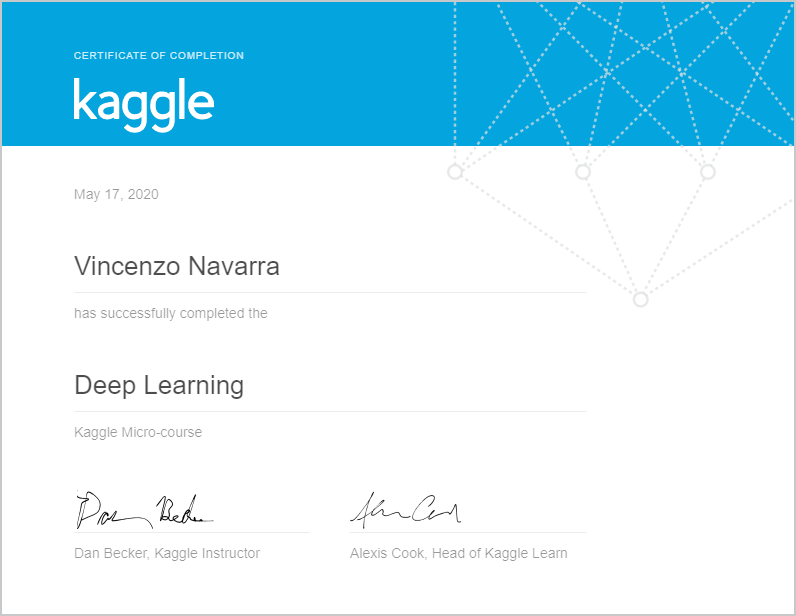 CERTIFICATE OF COMPLETION
kaggle
May 17, 2020
Vincenzo Navarra
has successfully completed the
Deep Learning
Kaggle Micro-course
Dan Becker
Alexis Cook
Dan Becker, Kaggle Instructor
Alexis Cook, Head of Kaggle Learn